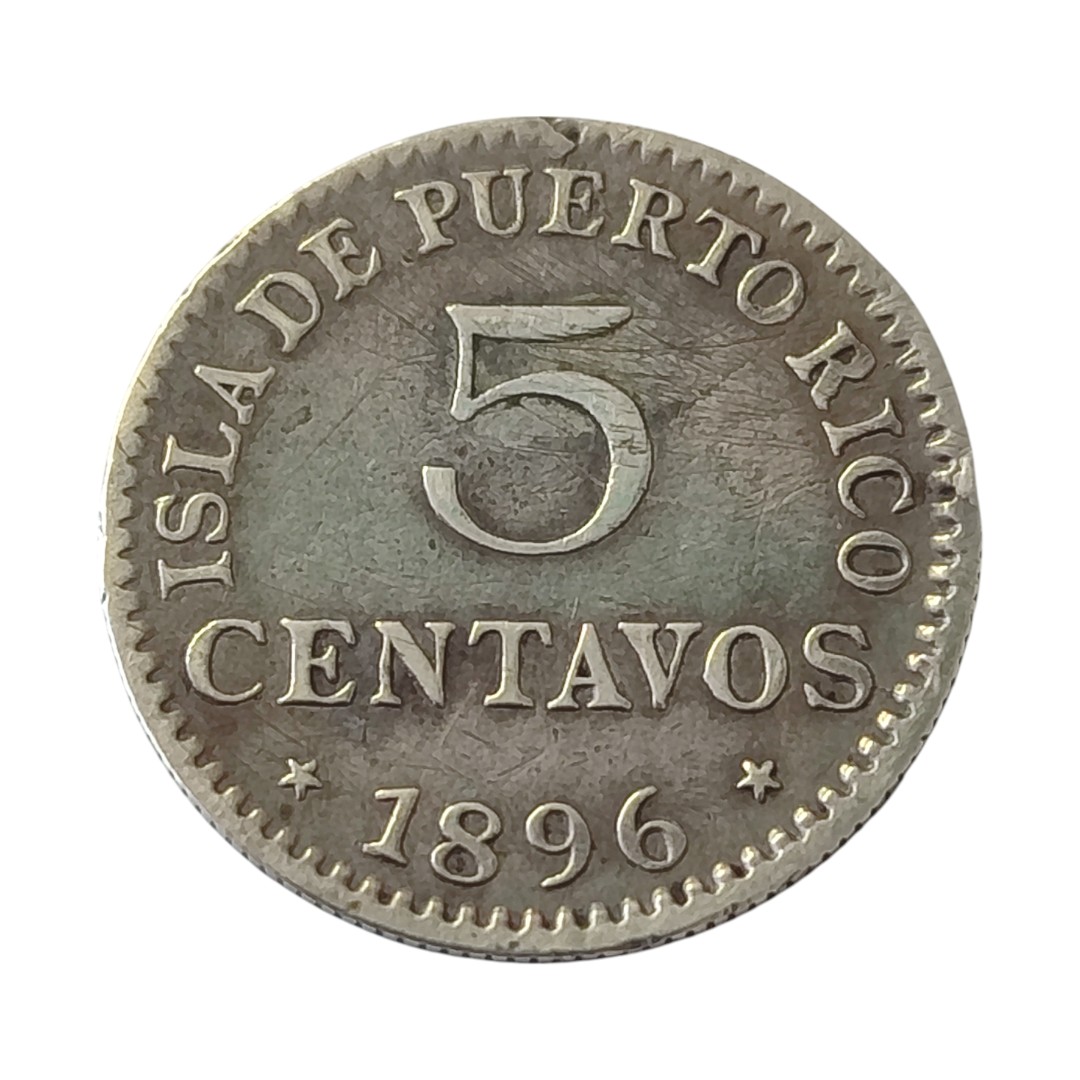 ISLA DE PUERTO RICO
5
CENTAVOS
1896